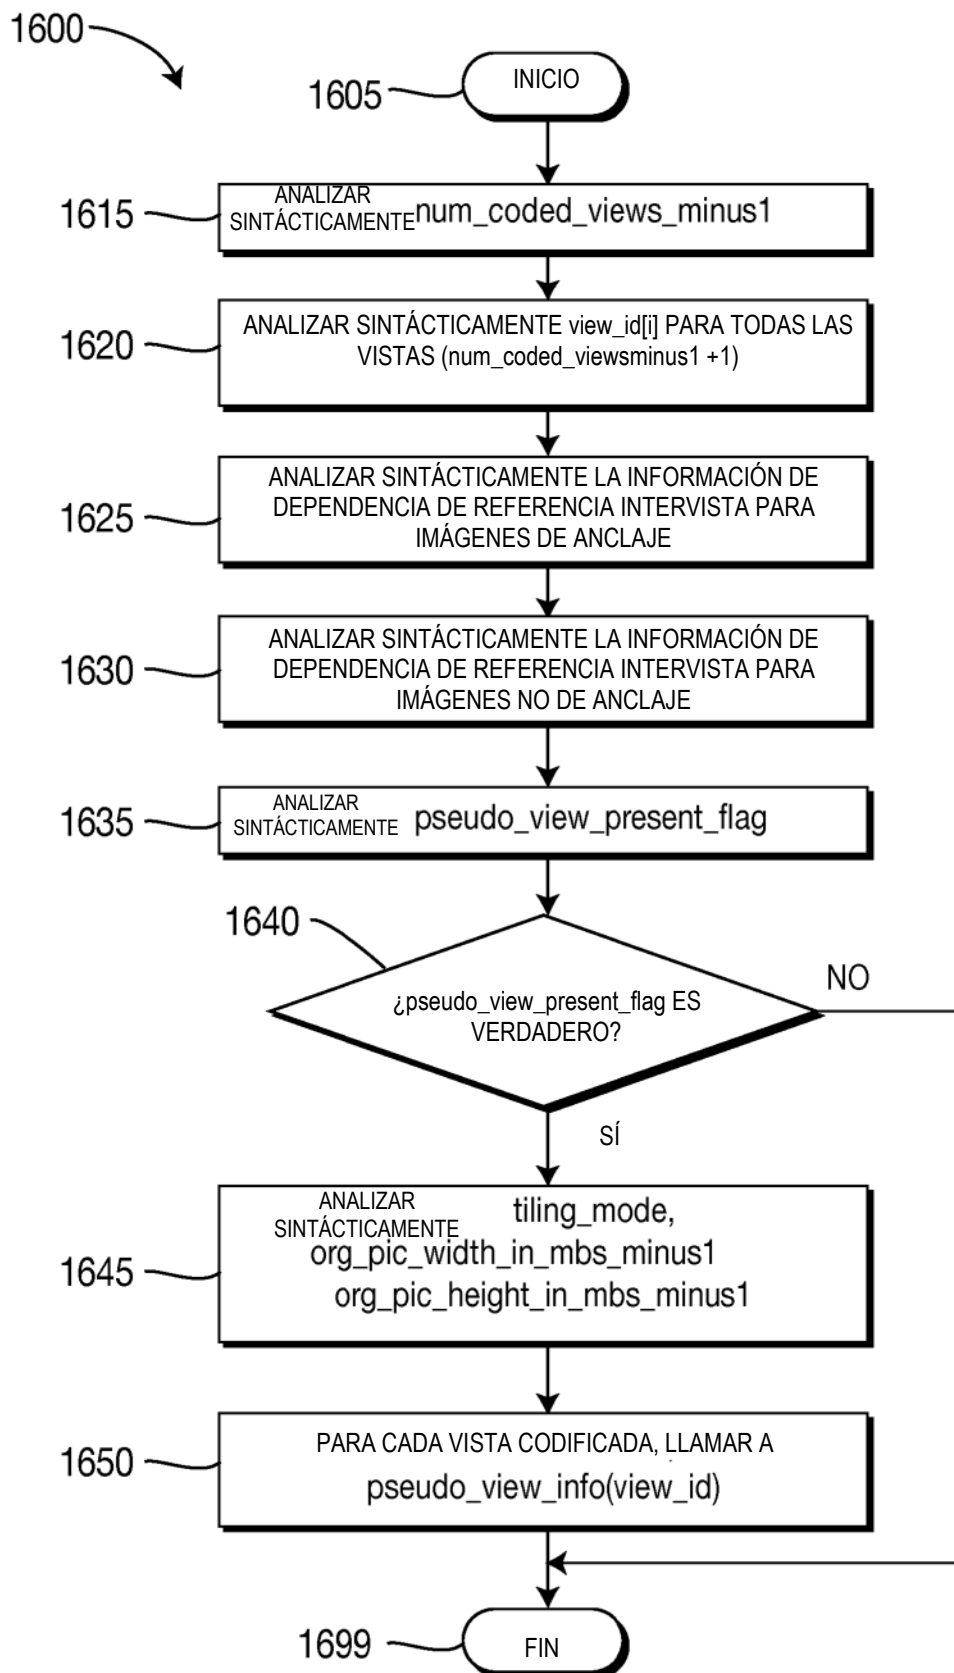 1600
1605
INICIO
1615
ANALIZAR
SINTÁCTICAMENTE num_coded_views_minus1
1620
ANALIZAR SINTÁCTICAMENTE view_id[i] PARA TODAS LAS
VISTAS (num_coded_viewsminus1 +1)
1625
ANALIZAR SINTÁCTICAMENTE LA INFORMACIÓN DE
DEPENDENCIA DE REFERENCIA INTERVISTA PARA
IMÁGENES DE ANCLAJE
1630
ANALIZAR SINTÁCTICAMENTE LA INFORMACIÓN DE
DEPENDENCIA DE REFERENCIA INTERVISTA PARA
IMÁGENES NO DE ANCLAJE
1635
ANALIZAR
SINTÁCTICAMENTE pseudo_view_present_flag
1640
¿pseudo_view_present_flag ES
VERDADERO?
NO
SÍ
1645
ANALIZAR
SINTÁCTICAMENTE tiling_mode,
org_pic_width_in_mbs_minus1
org_pic_height_in_mbs_minus1
1650
PARA CADA VISTA CODIFICADA, LLAMAR A
pseudo_view_info(view_id)
1699
FIN